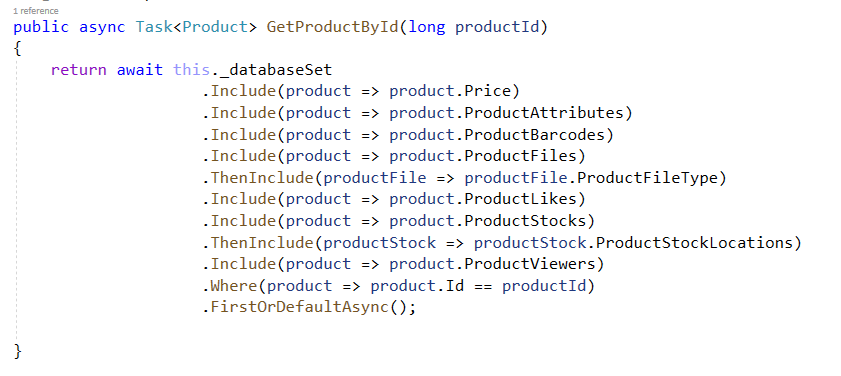 1 reference
public async Task<Product> GetProductById(long productId)
{
return await this._databaseSet
.Include(product => product.Price)
.Include(product => product.ProductAttributes)
.Include(product => product.ProductBarcodes)
.Include(product => product.ProductFiles)
.ThenInclude(productFile => productFile.ProductFileType)
.Include(product => product.ProductLikes)
.Include(product => product.ProductStocks)
.ThenInclude(productStock => productStock.ProductStockLocations)
.Include(product => product.ProductViewers)
.Where(product => product.Id == productId)
.FirstOrDefaultAsync();
}